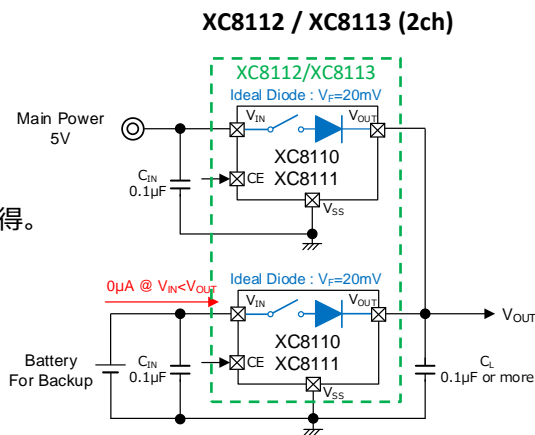 XC8112 / XC8113 (2ch)
XC8112/XC8113
Ideal Diode : VF=20mV
Main Power
5V
VIN
VOUT
XC8110
XC8111
CE
VSS
CIN
0.1µF
得。
0µA @ VIN<VOUT
Ideal Diode : VF=20mV
VIN
VOUT
XC8110
XC8111
CE
VSS
VOUT
Battery
For Backup
CIN
0.1µF
CL
0.1µF or more